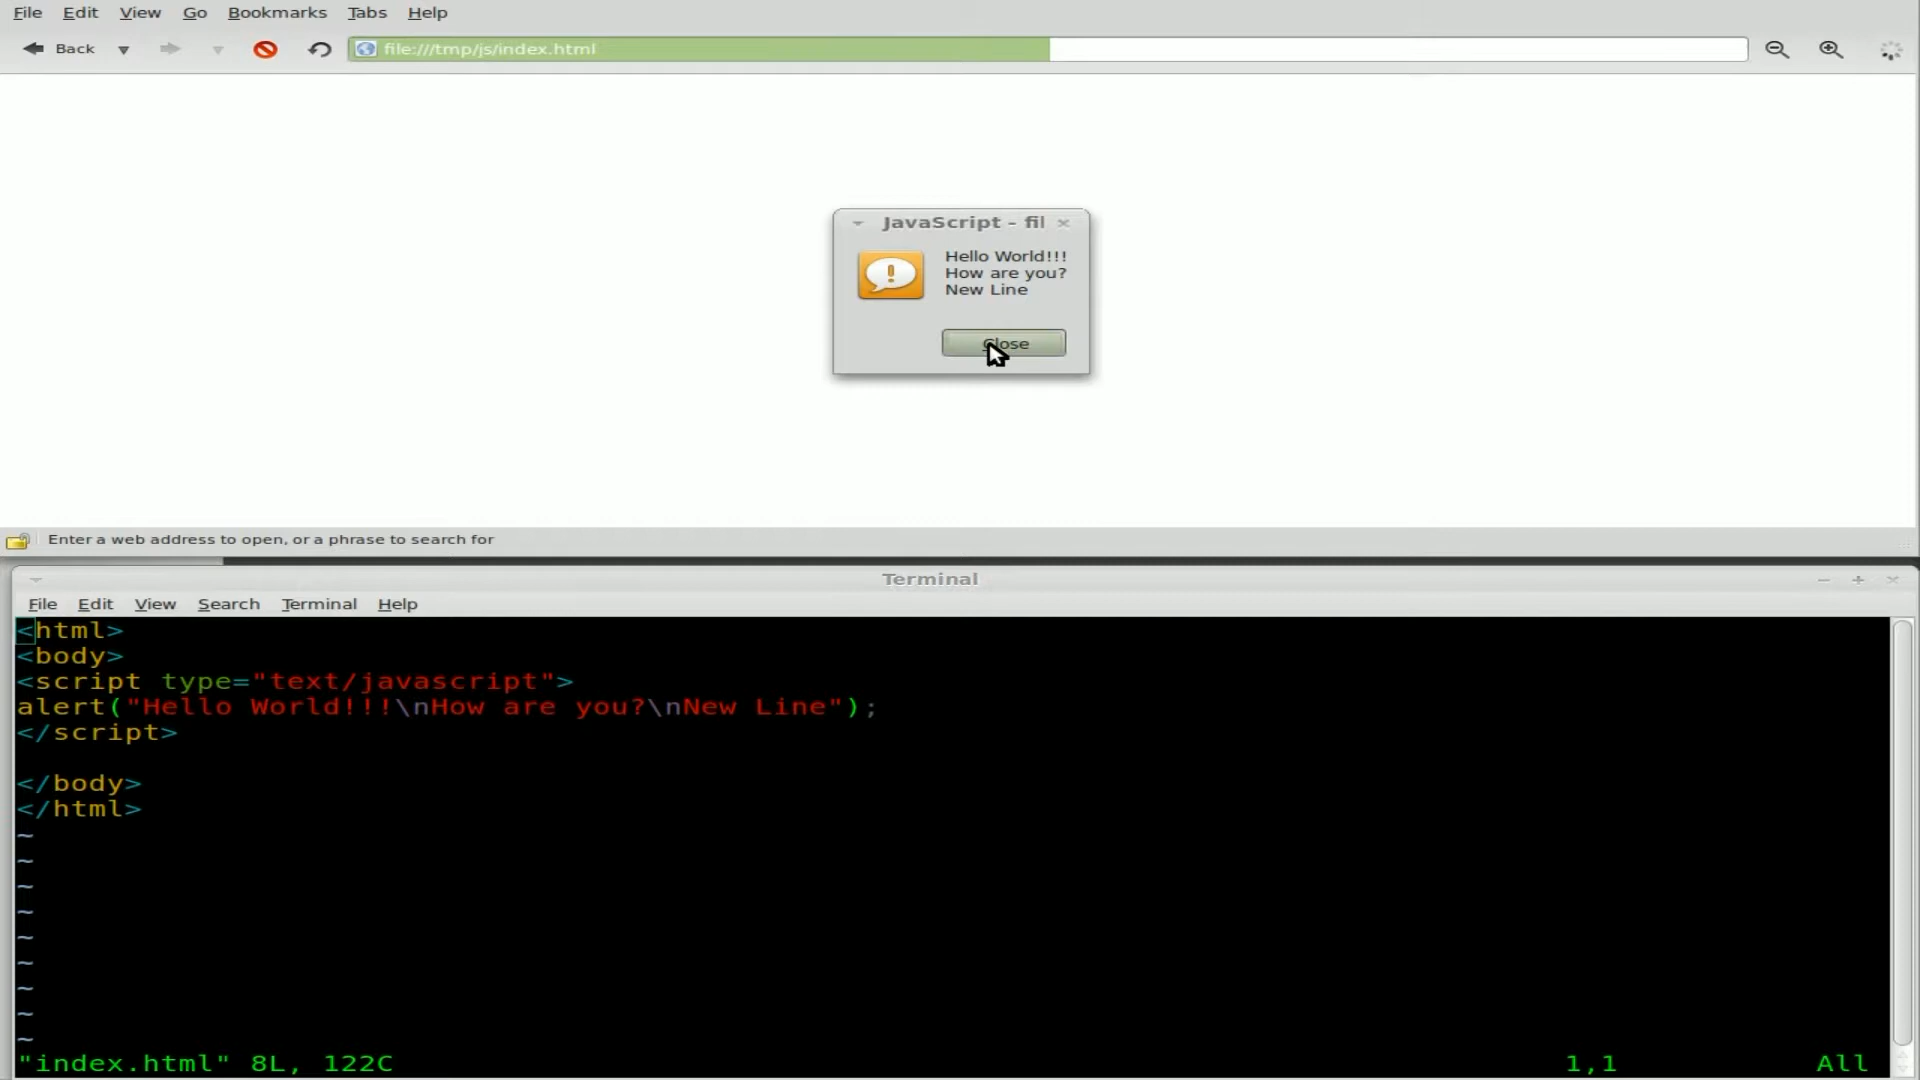 File Edit View Go Bookmarks Tabs Help
Back file:///tmp/js/index.html
JavaScript - fil
Hello World!!!
How are you?
New Line
Close
Enter a web address to open, or a phrase to search for
Terminal
File Edit View Search Terminal Help
<html>
<body>
<script type="text/javascript">
alert("Hello World!!!\nHow are you?\nNew Line");
</script>
</body>
</html>
~
~
~
~
~
~
~
~
~
"index.html" 8L, 122C 1,1 All